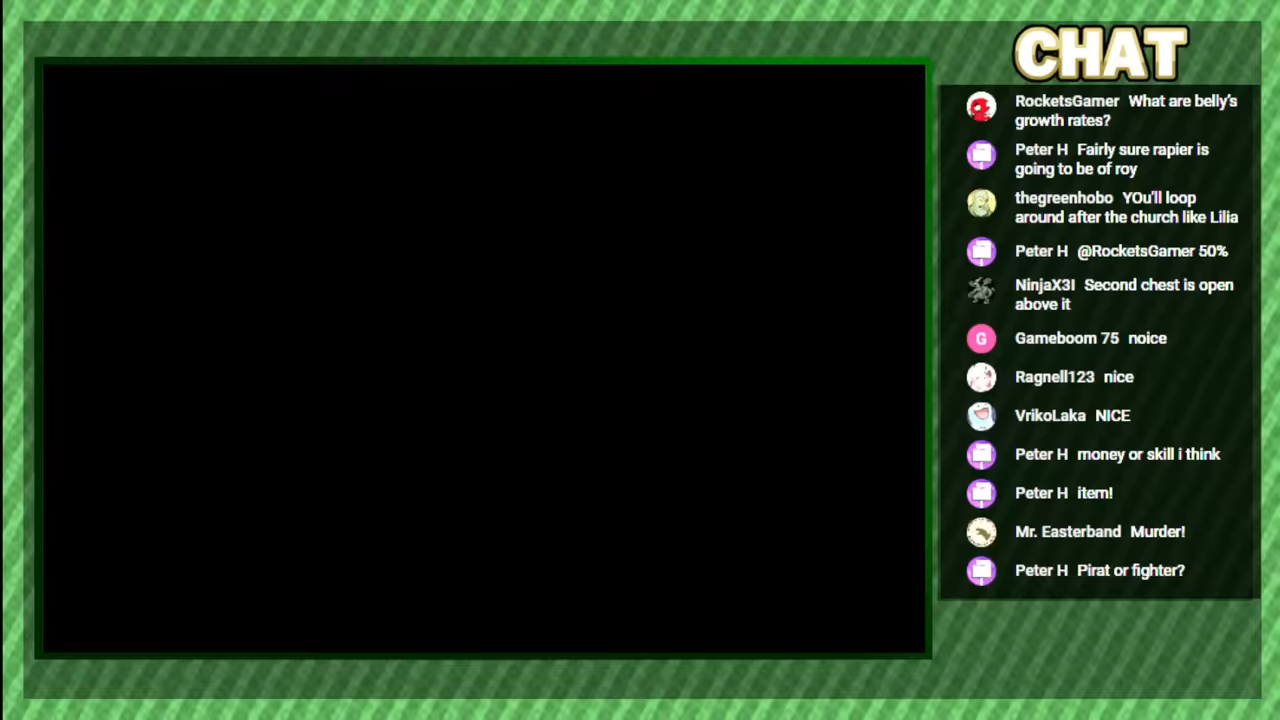 CHAT
RocketsGamer What are belly's
growth rates?
Peter H Fairly sure rapier is
going to be of roy
thegreenhobo YOu'll loop
around after the church like Lilia
Peter H @RocketsGamer 50%
NinjaX3I Second chest is open
above it
G Gameboom 75 noice
Ragnell123 nice
VrikoLaka NICE
Peter H money or skill i think
Peter H item!
Mr. Easterband Murder!
Peter H Pirat or fighter?